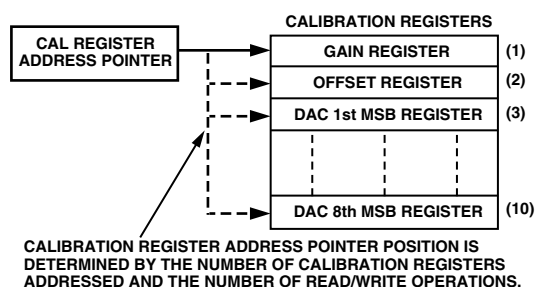 CALIBRATION REGISTERS
CAL REGISTER
ADDRESS POINTER
GAIN REGISTER (1)
OFFSET REGISTER (2)
DAC 1st MSB REGISTER (3)
DAC 8th MSB REGISTER (10)
CALIBRATION REGISTER ADDRESS POINTER POSITION IS
DETERMINED BY THE NUMBER OF CALIBRATION REGISTERS
ADDRESSED AND THE NUMBER OF READ/WRITE OPERATIONS.